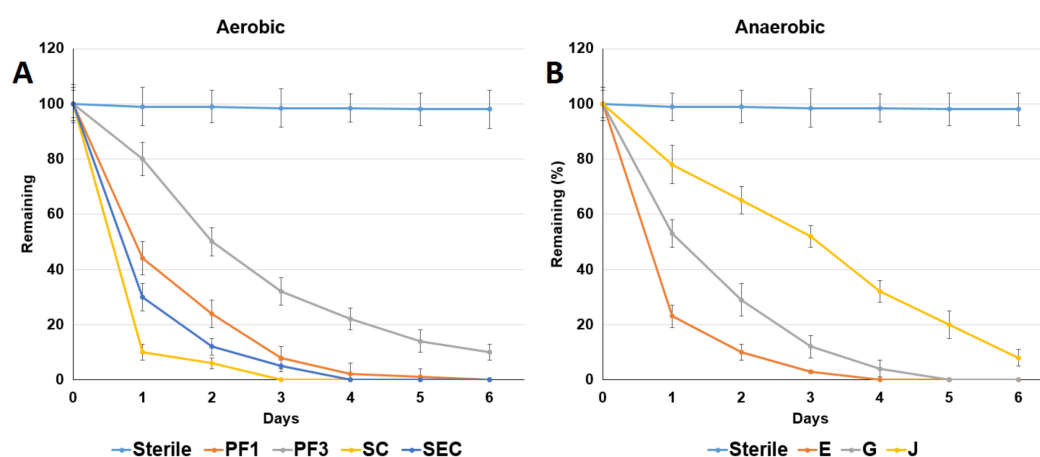 Aerobic
A
Remaining
120
100
80
60
40
20
0
0 1 2 3 4 5 6
Days
Sterile PF1 PF3 SC SEC
Anaerobic
B
Remaining (%)
120
100
80
60
40
20
0
0 1 2 3 4 5 6
Days
Sterile E G J